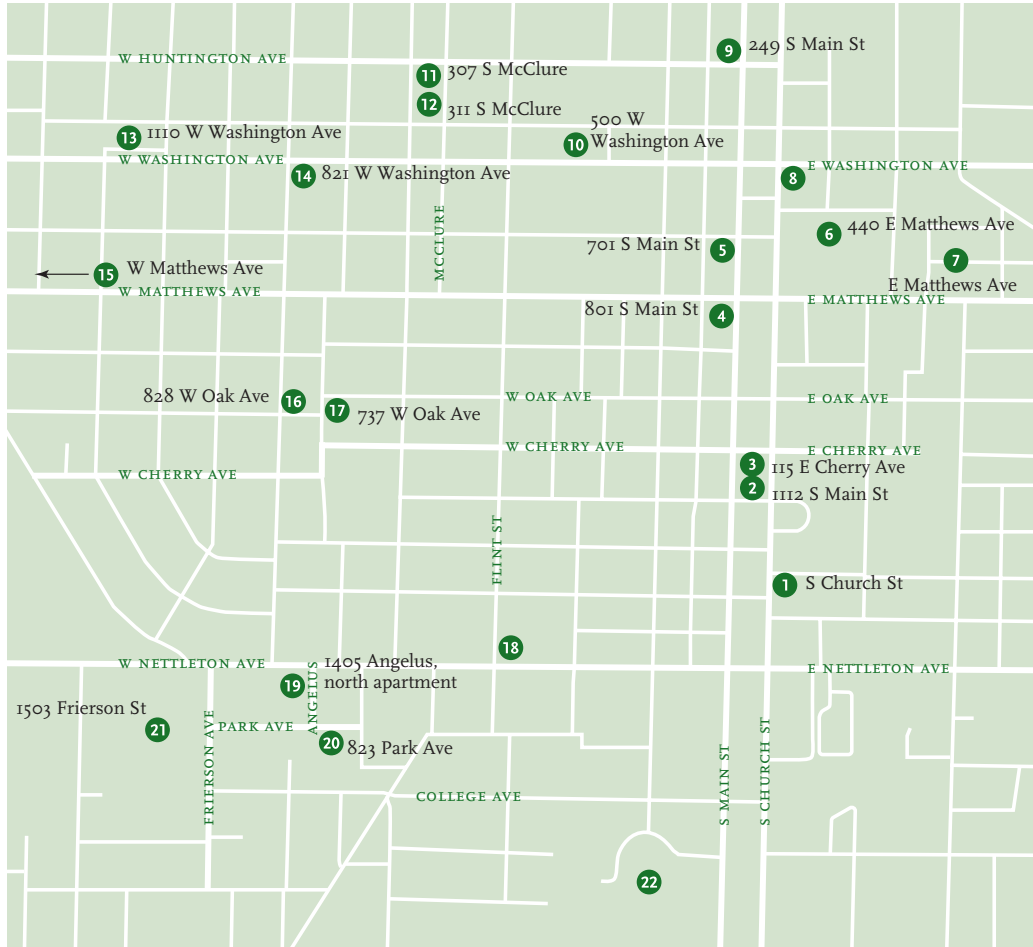 9 249 S Main St
W HUNTINGTON AVE
11 307 S McClure
12 311 S McClure
500 W
10 Washington Ave
13 1110 W Washington Ave
W WASHINGTON AVE
E WASHINGTON AVE
14 821 W Washington Ave
8
MCCLURE
6 440 E Matthews Ave
701 S Main St 5
7
E Matthews Ave
15 W Matthews Ave
W MATTHEWS AVE
E MATTHEWS AVE
801 S Main St 4
828 W Oak Ave 16
17 737 W Oak Ave
W OAK AVE
E OAK AVE
W CHERRY AVE
E CHERRY AVE
3 115 E Cherry Ave
W CHERRY AVE
2 1112 S Main St
FLINT ST
1 S Church St
18
W NETTLETON AVE
E NETTLETON AVE
1405 Angelus,
north apartment
19
ANGELUS
1503 Frierson St
21
FRIERSON AVE
PARK AVE
20 823 Park Ave
S MAIN ST
S CHURCH ST
COLLEGE AVE
22